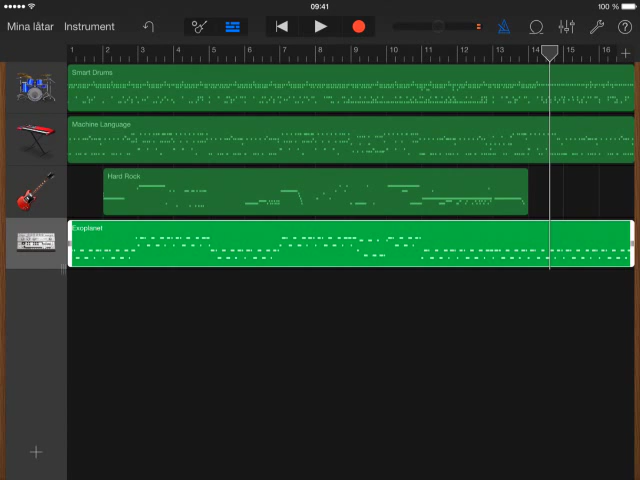 09:41
100 %
Mina låtar Instrument
1 2 3 4 5 6 7 8 9 10 11 12 13 14 15 16
Smart Drums
Machine Language
Hard Rock
Exoplanet